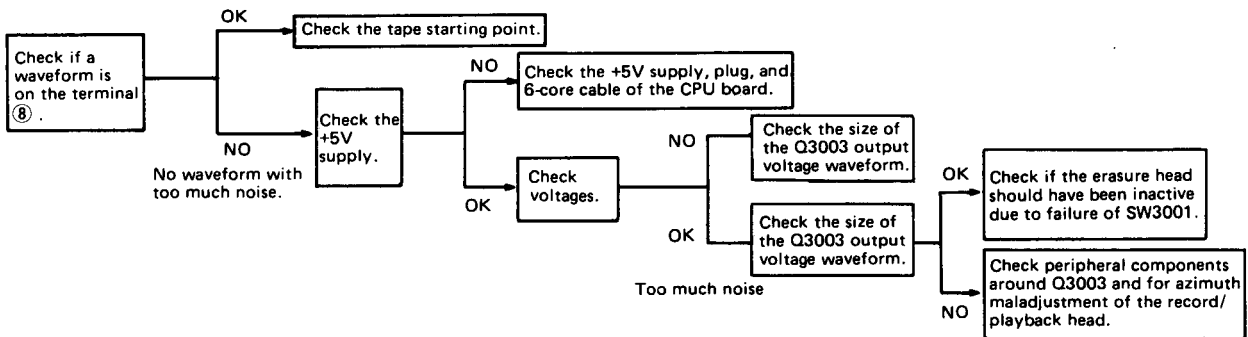 OK
Check the tape starting point.
Check if a
waveform is
on the terminal
⑧ .
NO
No waveform with
too much noise.
Check the
+5V
supply.
NO
Check the +5V supply, plug, and
6-core cable of the CPU board.
OK
Check
voltages.
NO
Check the size of
the Q3003 output
voltage waveform.
OK
Check the size of
the Q3003 output
voltage waveform.
Too much noise
OK
Check if the erasure head
should have been inactive
due to failure of SW3001.
NO
Check peripheral components
around Q3003 and for azimuth
maladjustment of the record/
playback head.